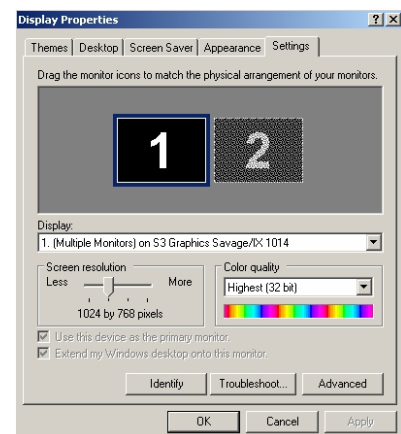 Display Properties
Themes Desktop Screen Saver Appearance Settings
Drag the monitor icons to match the physical arrangement of your monitors.
1 2
Display:
1. (Multiple Monitors) on S3 Graphics Savage/IX 1014
Screen resolution
Less More
1024 by 768 pixels
Color quality
Highest (32 bit)
Use this device as the primary monitor.
Extend my Windows desktop onto this monitor.
Identify Troubleshoot... Advanced
OK Cancel Apply